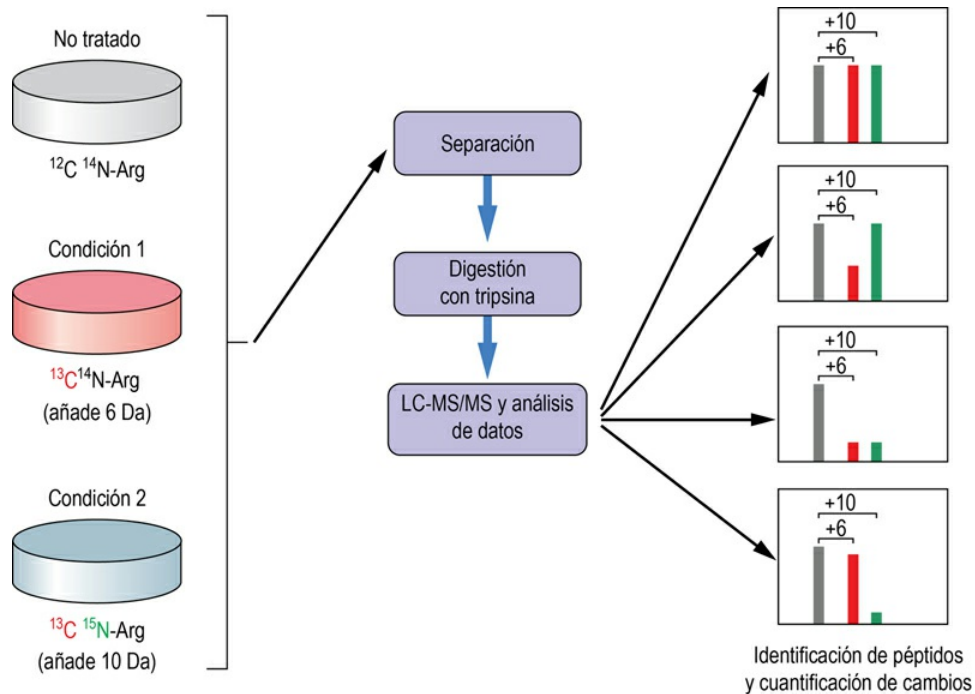 No tratado
¹²C ¹⁴N-Arg
Condición 1
¹³C¹⁴N-Arg
(añade 6 Da)
Condición 2
¹³C ¹⁵N-Arg
(añade 10 Da)
Separación
Digestión
con tripsina
LC-MS/MS y análisis
de datos
+10
+6
+10
+6
+10
+6
+10
+6
Identificación de péptidos
y cuantificación de cambios